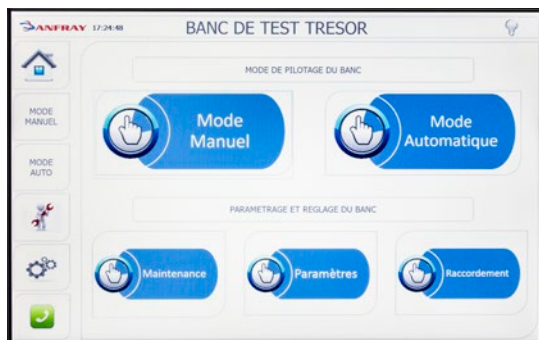 DANFRAY 17:24:48 BANC DE TEST TRESOR
MODE DE PILOTAGE DU BANC
MODE
MANUEL
Mode
Manuel
Mode
Automatique
MODE
AUTO
PARAMETRAGE ET REGLAGE DU BANC
Maintenance
Paramètres
Raccordement